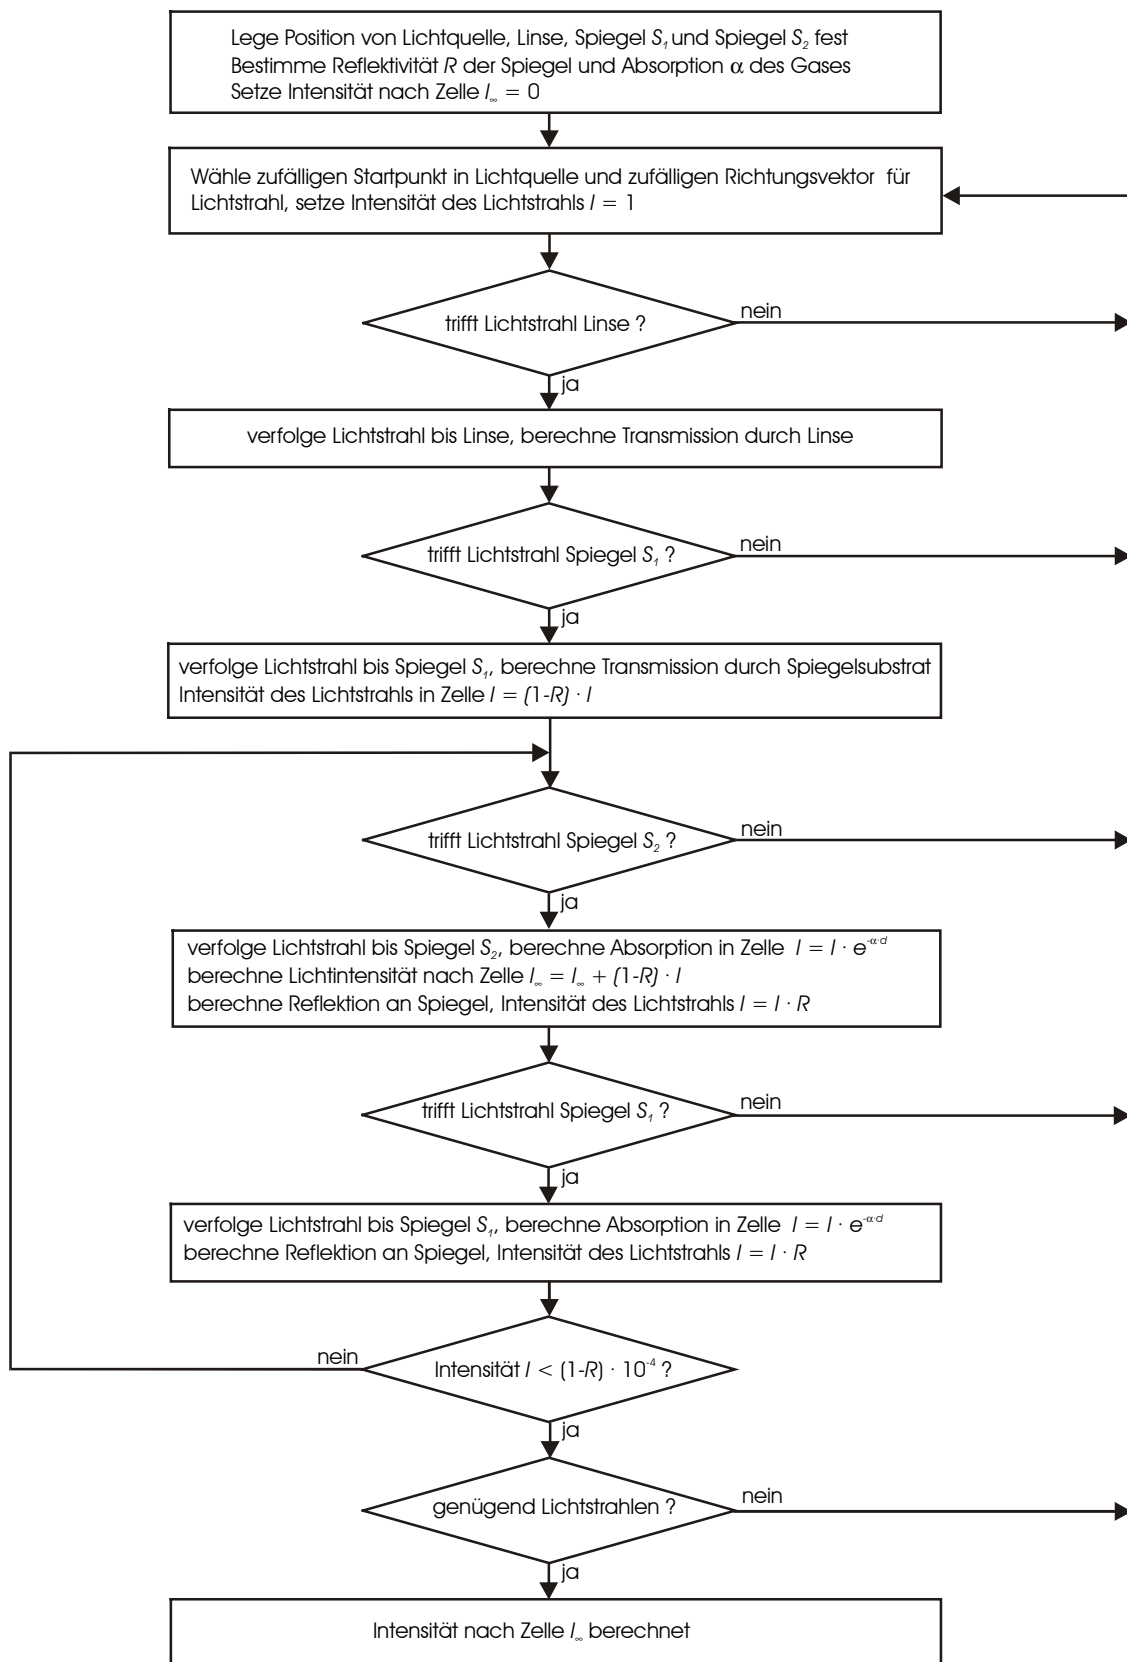 Lege Position von Lichtquelle, Linse, Spiegel S₁ und Spiegel S₂ fest
Bestimme Reflektivität R der Spiegel und Absorption α des Gases
Setze Intensität nach Zelle I∞ = 0
Wähle zufälligen Startpunkt in Lichtquelle und zufälligen Richtungsvektor für
Lichtstrahl, setze Intensität des Lichtstrahls I = 1
trifft Lichtstrahl Linse ?
nein
ja
verfolge Lichtstrahl bis Linse, berechne Transmission durch Linse
trifft Lichtstrahl Spiegel S₁ ?
nein
ja
verfolge Lichtstrahl bis Spiegel S₁, berechne Transmission durch Spiegelsubstrat
Intensität des Lichtstrahls in Zelle I = (1-R) · I
trifft Lichtstrahl Spiegel S₂ ?
nein
ja
verfolge Lichtstrahl bis Spiegel S₂, berechne Absorption in Zelle I = I · e^-α·d
berechne Lichtintensität nach Zelle I∞ = I∞ + (1-R) · I
berechne Reflektion an Spiegel, Intensität des Lichtstrahls I = I · R
trifft Lichtstrahl Spiegel S₁ ?
nein
ja
verfolge Lichtstrahl bis Spiegel S₁, berechne Absorption in Zelle I = I · e^-α·d
berechne Reflektion an Spiegel, Intensität des Lichtstrahls I = I · R
nein
Intensität I < (1-R) · 10⁻⁴ ?
ja
genügend Lichtstrahlen ?
nein
ja
Intensität nach Zelle I∞ berechnet